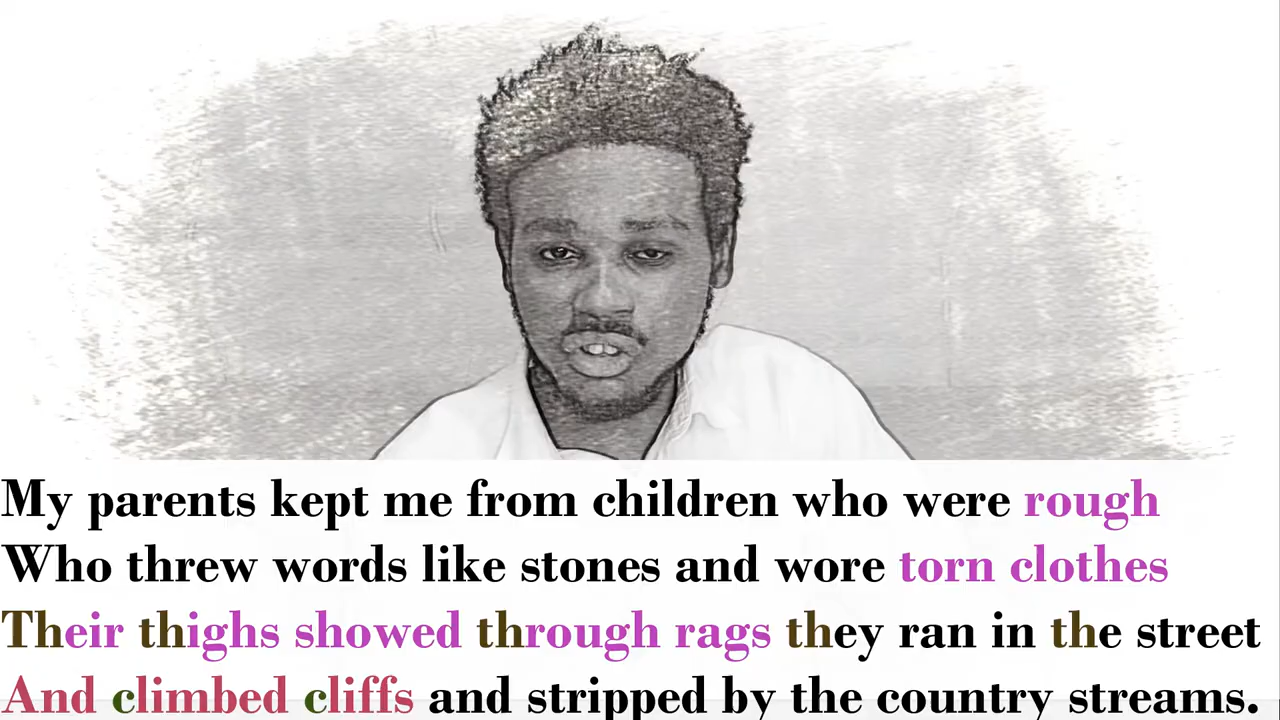 My parents kept me from children who were rough
Who threw words like stones and wore torn clothes
Their thighs showed through rags they ran in the street
And climbed cliffs and stripped by the country streams.